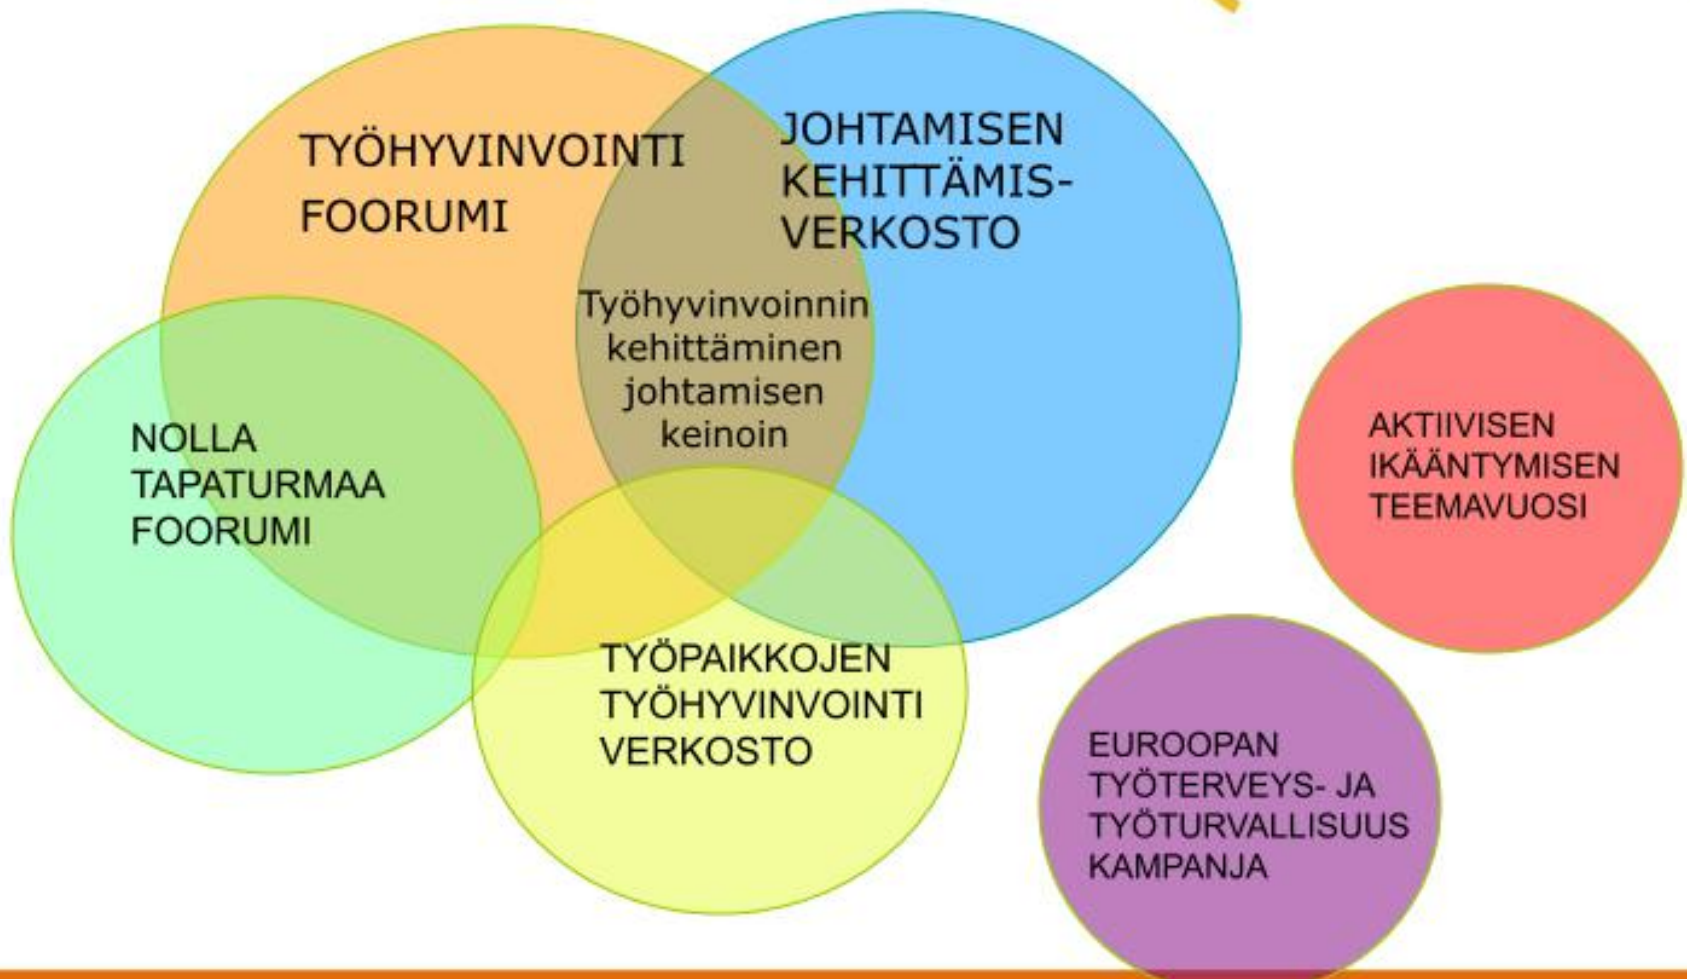 TYÖHYVINVOINTI
FOORUMI
JOHTAMISEN
KEHITTÄMIS-
VERKOSTO
Työhyvinvoinnin
kehittäminen
johtamisen
keinoin
NOLLA
TAPATURMAA
FOORUMI
AKTIIVISEN
IKÄÄNTYMISEN
TEEMAVUOSI
TYÖPAIKKOJEN
TYÖHYVINVOINTI
VERKOSTO
EUROOPAN
TYÖTERVEYS- JA
TYÖTURVALLISUUS
KAMPANJA